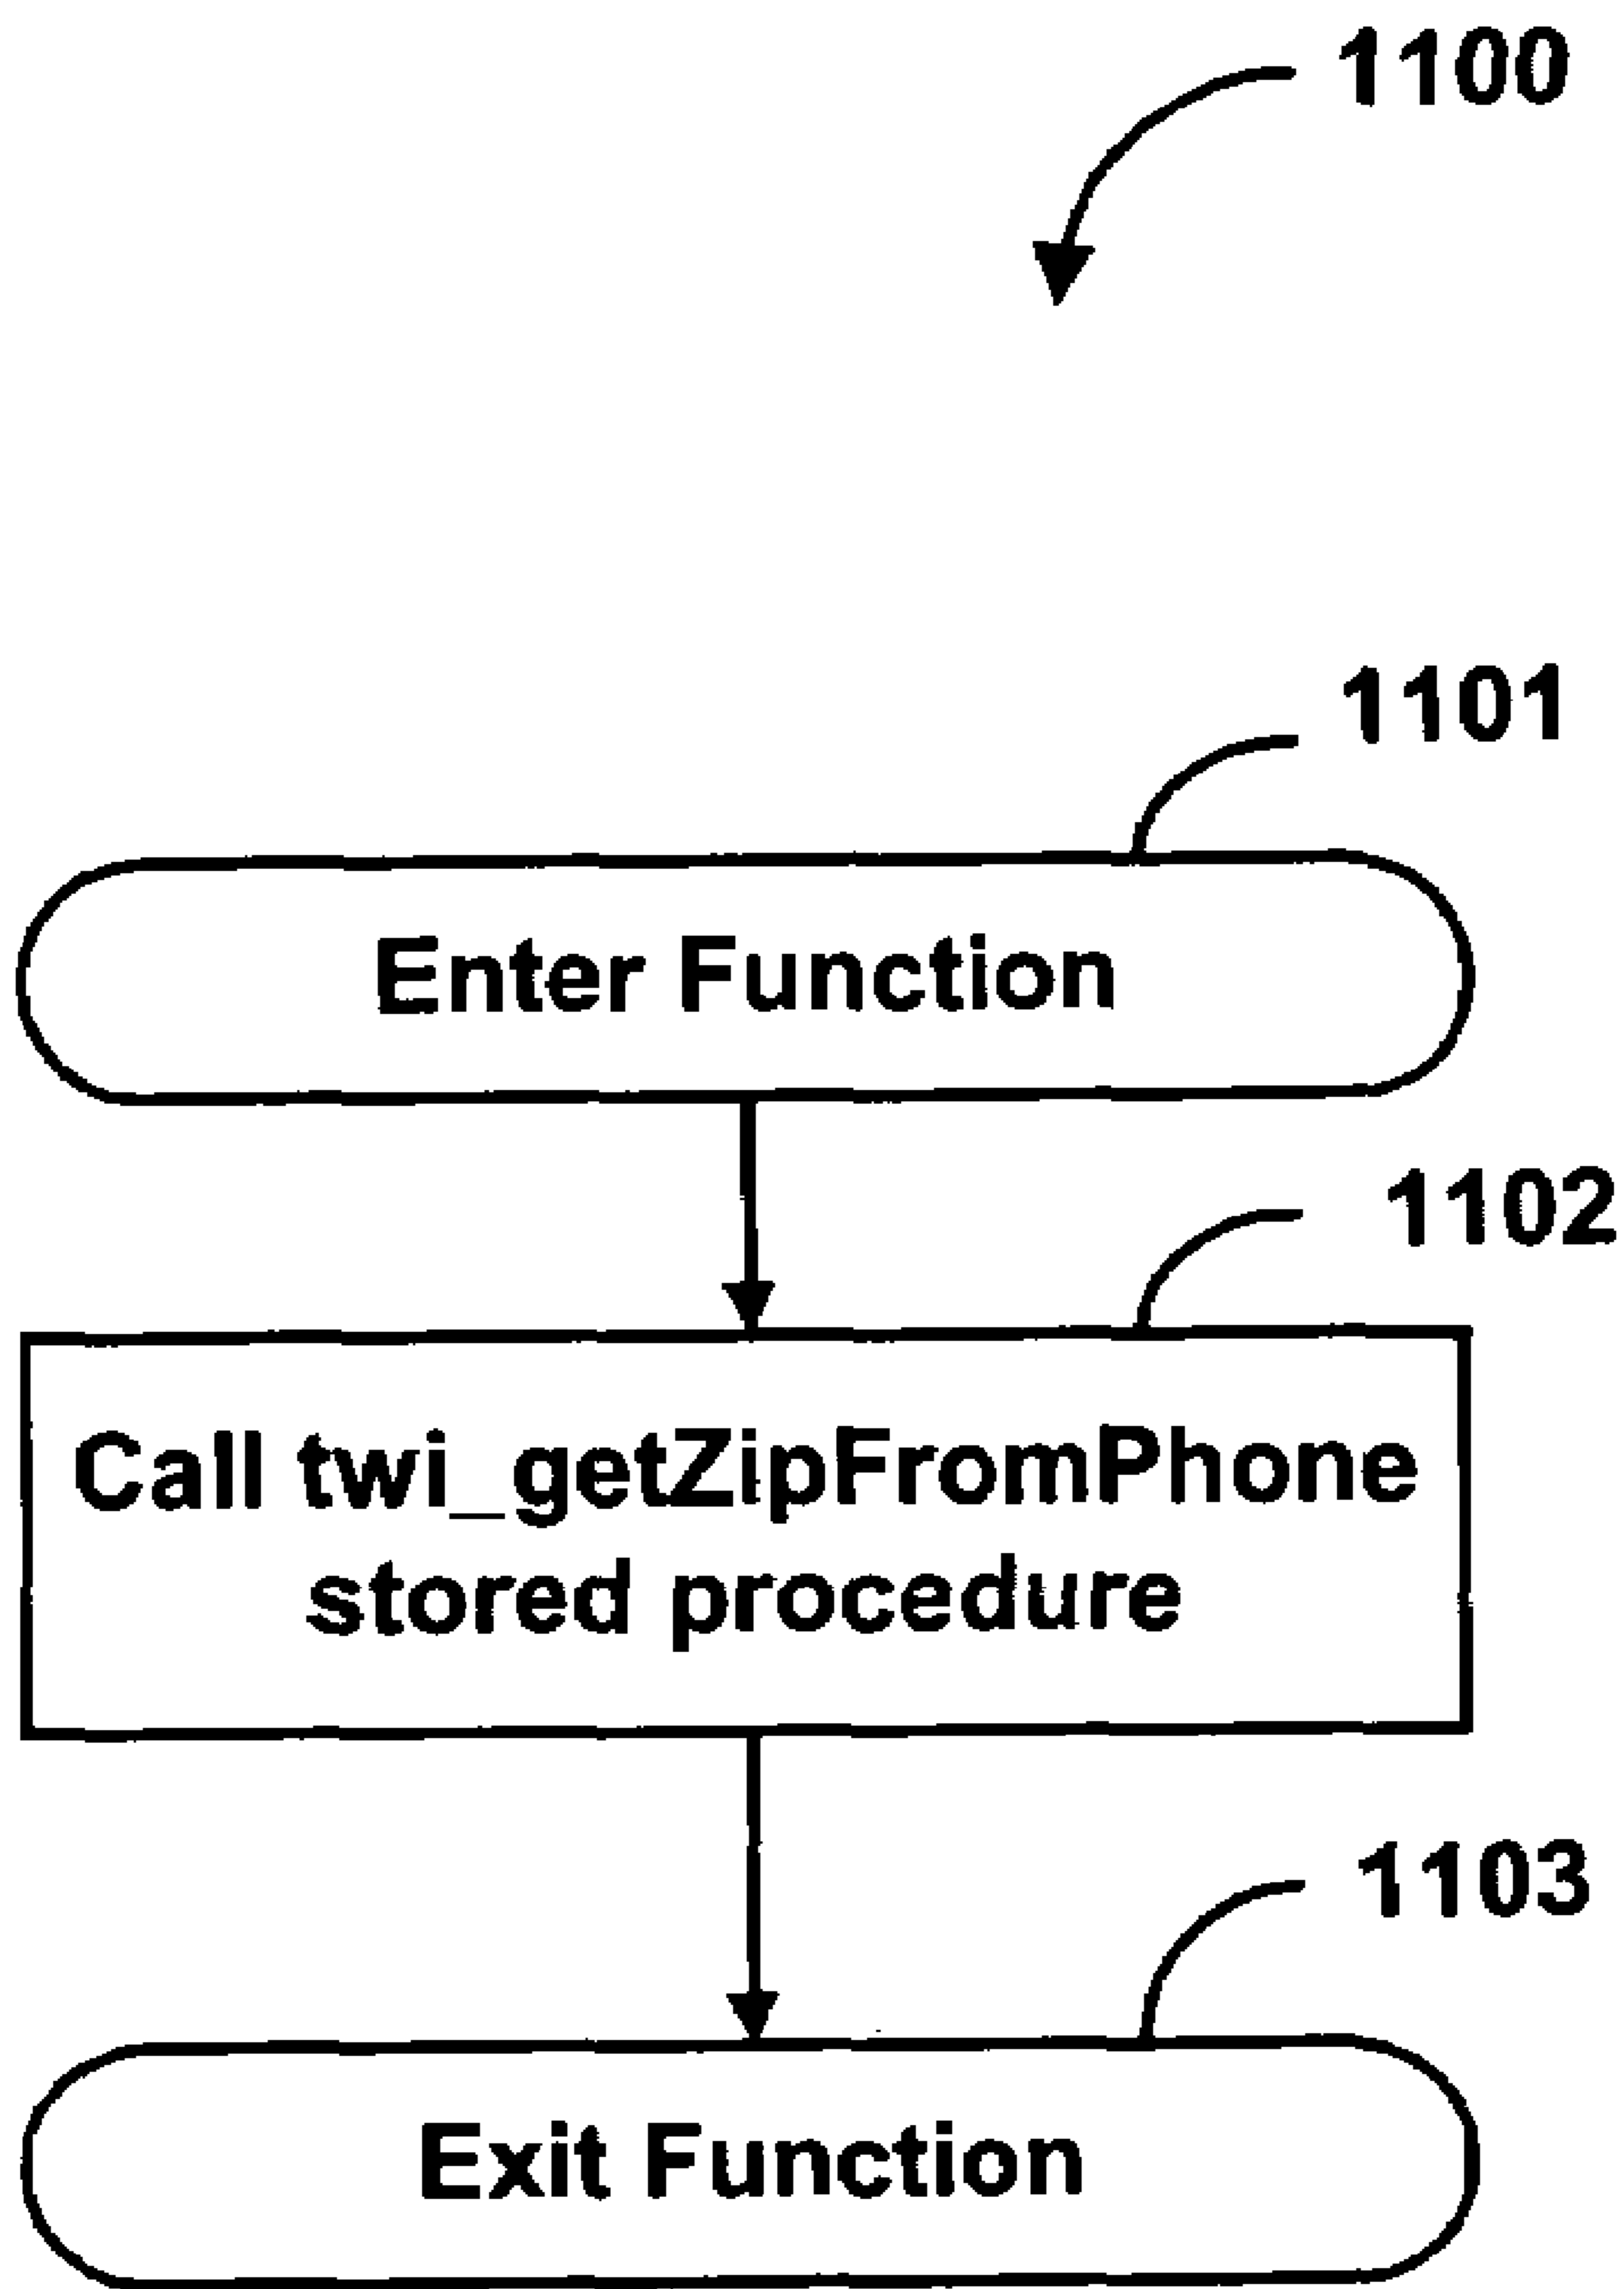 1100
1101
Enter Function
1102
Call twi_getZipFromPhone
stored procedure
1103
Exit Function